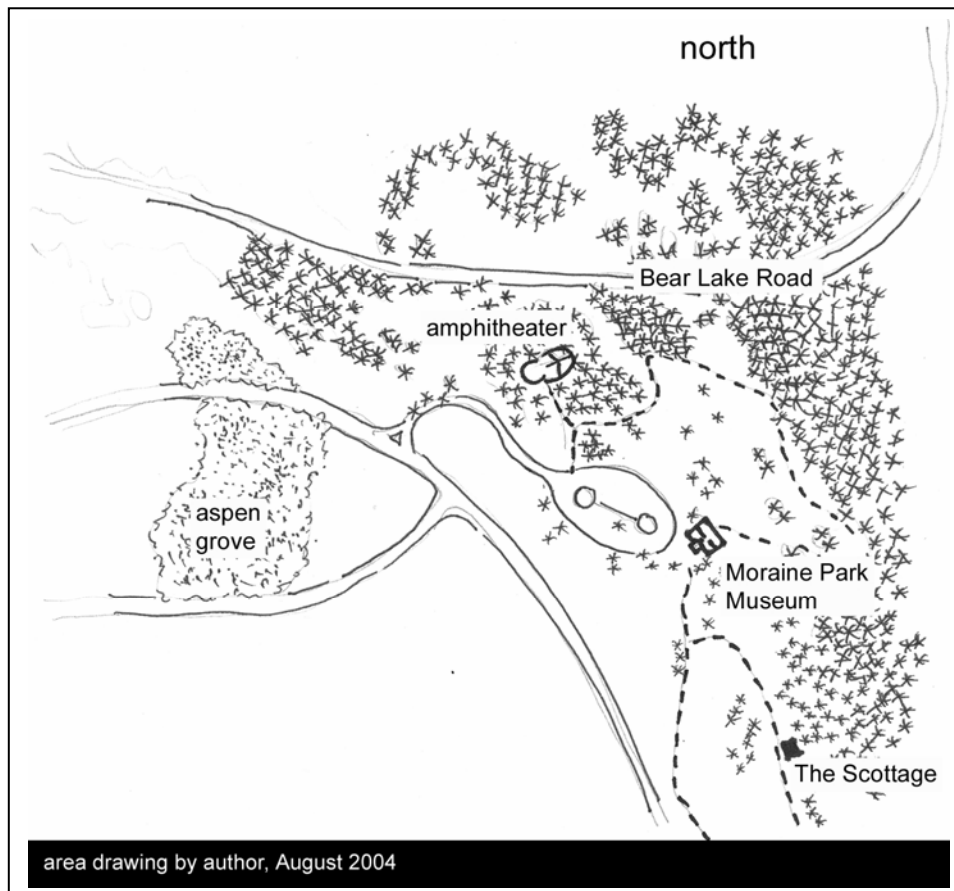 north
Bear Lake Road
amphitheater
aspen
grove
Moraine Park
Museum
The Scottage
area drawing by author, August 2004